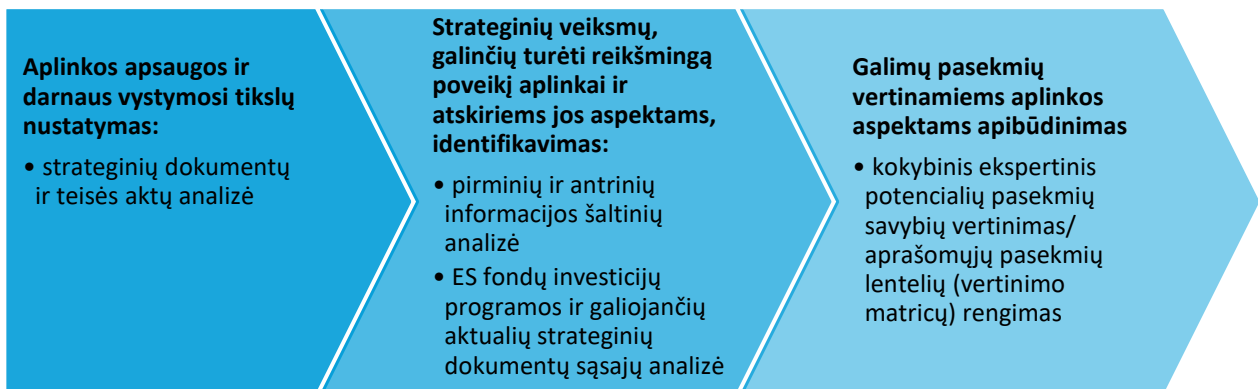 Aplinkos apsaugos ir
darnaus vystymosi tikslų
nustatymas:
• strateginių dokumentų
ir teisės aktų analizė
Strateginių veiksmų,
galinčių turėti reikšmingą
poveikį aplinkai ir
atskiriems jos aspektams,
identifikavimas:
• pirminių ir antrinių
informacijos šaltinių
analizė
• ES fondų investicijų
programos ir galiojančių
aktualių strateginių
dokumentų sąsajų analizė
Galimų pasekmių
vertinamiems aplinkos
aspektams apibūdinimas
• kokybinis ekspertinis
potencialių pasekmių
savybių vertinimas/
aprašomųjų pasekmių
lentelių (vertinimo
matricų) rengimas